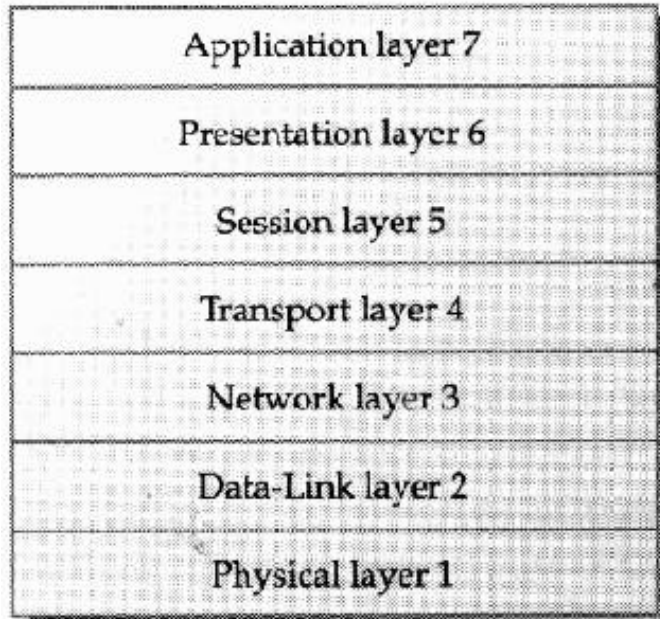 Application layer 7
Presentation layer 6
Session layer 5
Transport layer 4
Network layer 3
Data-Link layer 2
Physical layer 1